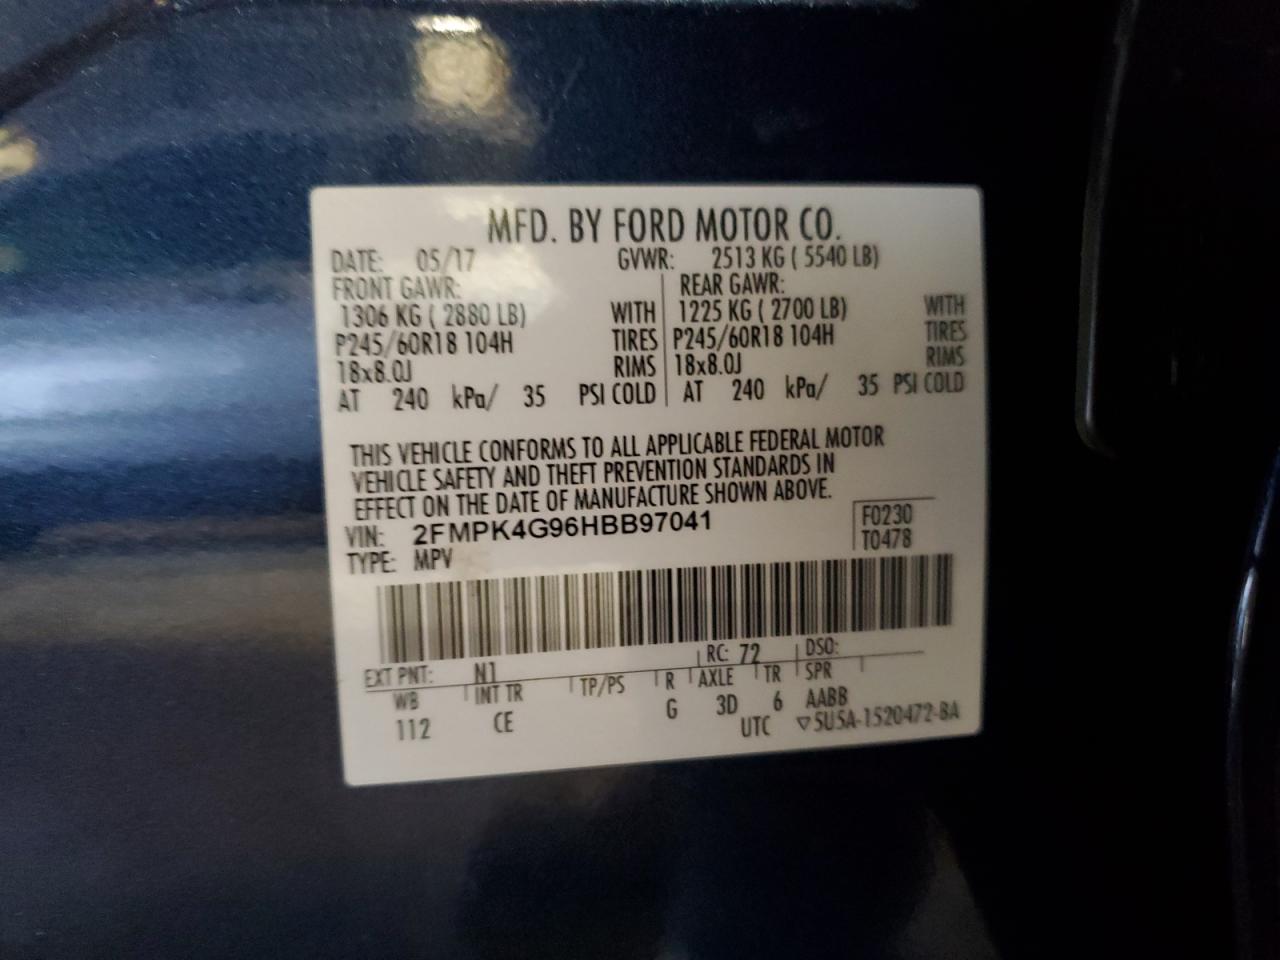 MFD. BY FORD MOTOR CO.
DATE: 05/17 GVWR: 2513 KG ( 5540 LB)
FRONT GAWR: REAR GAWR:
1306 KG ( 2880 LB) WITH 1225 KG ( 2700 LB) WITH
P245/60R18 104H TIRES P245/60R18 104H TIRES
18x8.0J RIMS 18x8.0J RIMS
AT 240 kPa/ 35 PSI COLD AT 240 kPa/ 35 PSI COLD
THIS VEHICLE CONFORMS TO ALL APPLICABLE FEDERAL MOTOR
VEHICLE SAFETY AND THEFT PREVENTION STANDARDS IN
EFFECT ON THE DATE OF MANUFACTURE SHOWN ABOVE.
VIN: 2FMPK4G96HBB97041 F0230
TYPE: MPV T0478
EXT PNT: N1 RC: 72 DSO:
WB INT TR TP/PS R AXLE TR SPR
112 CE G 3D 6 AABB
UTC ▽5U5A-1520472-BA